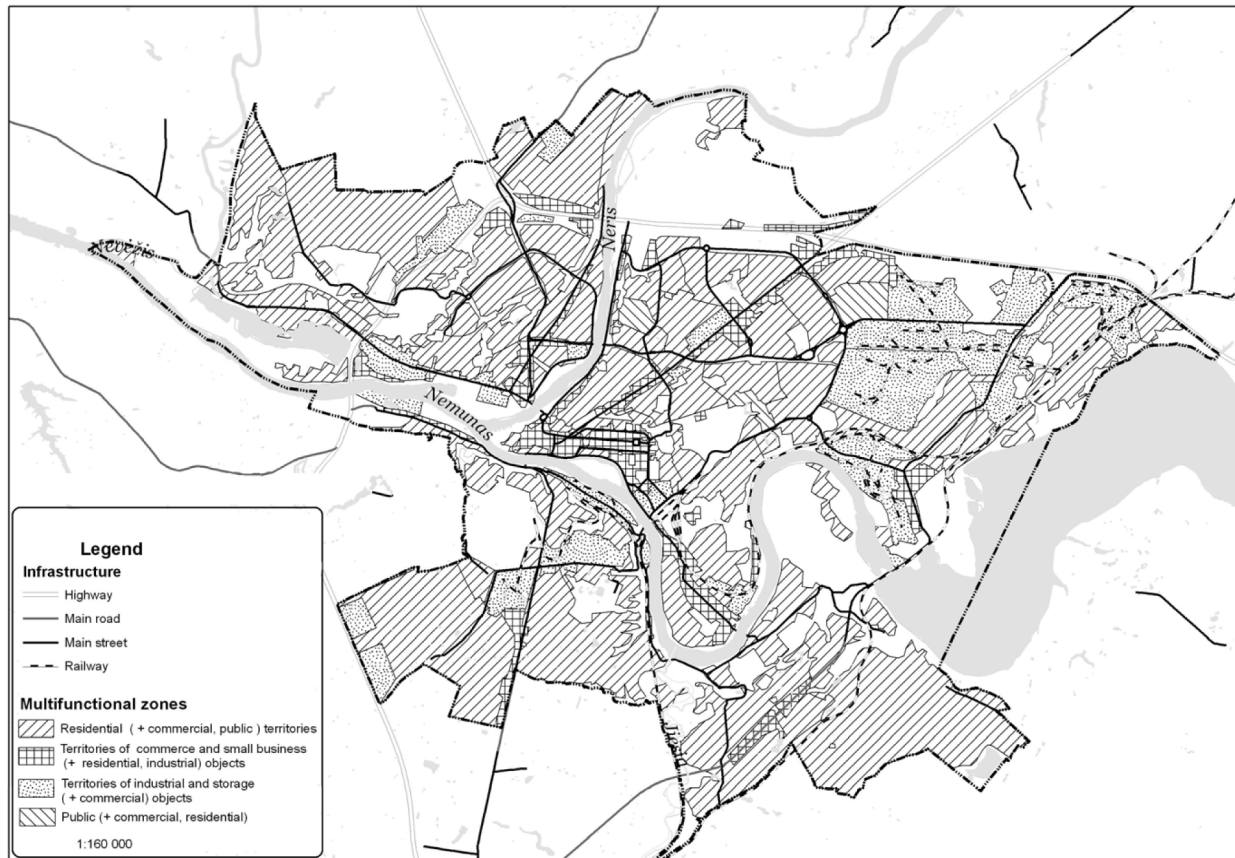 Nevėžis
Neris
Nemunas
Jiesia
Legend
Infrastructure
Highway
Main road
Main street
Railway
Multifunctional zones
Residential ( + commercial, public ) territories
Territories of commerce and small business
(+ residential, industrial) objects
Territories of industrial and storage
( + commercial) objects
Public (+ commercial, residential)
1:160 000